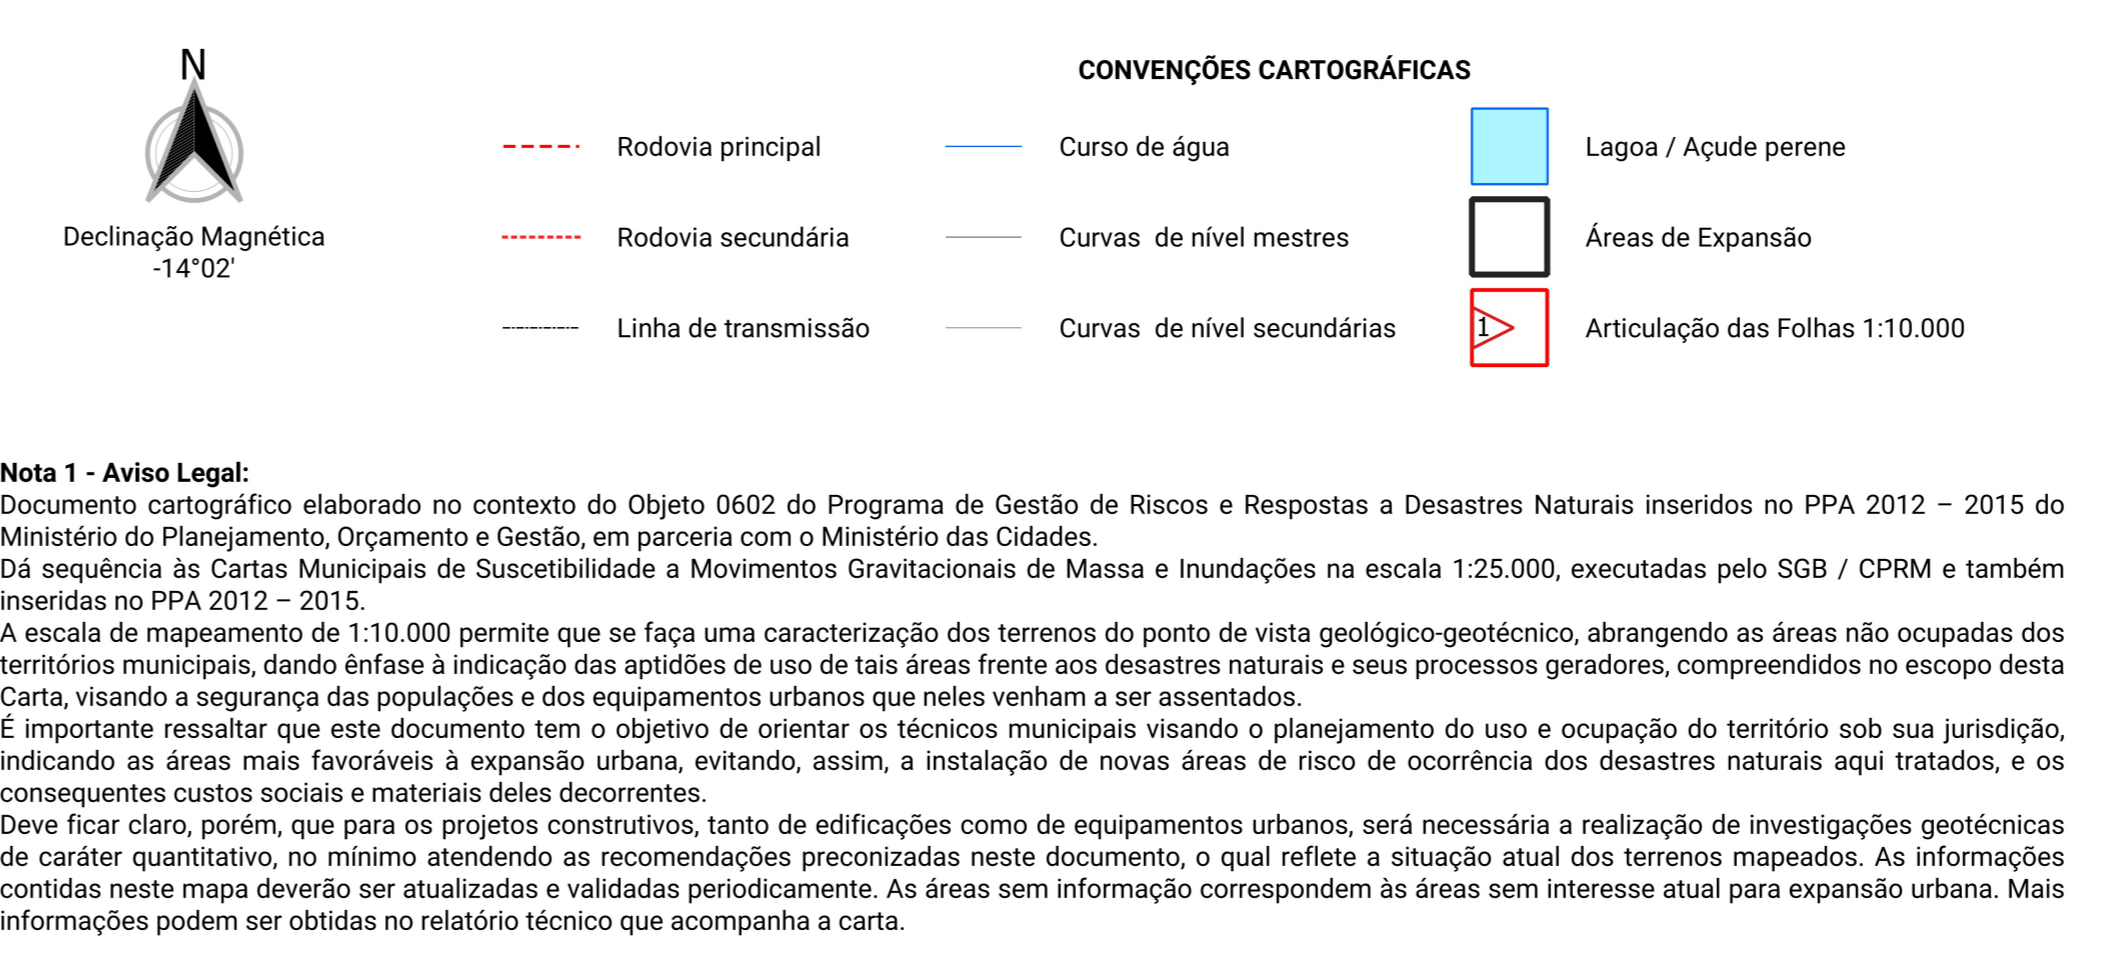 N
Declinação Magnética
-14°02'
CONVENÇÕES CARTOGRÁFICAS
Rodovia principal
Rodovia secundária
Linha de transmissão
Curso de água
Curvas de nível mestres
Curvas de nível secundárias
Lagoa / Açude perene
Áreas de Expansão
1
Articulação das Folhas 1:10.000
Nota 1 - Aviso Legal:
Documento cartográfico elaborado no contexto do Objeto 0602 do Programa de Gestão de Riscos e Respostas a Desastres Naturais inseridos no PPA 2012 – 2015 do
Ministério do Planejamento, Orçamento e Gestão, em parceria com o Ministério das Cidades.
Dá sequência às Cartas Municipais de Suscetibilidade a Movimentos Gravitacionais de Massa e Inundações na escala 1:25.000, executadas pelo SGB / CPRM e também
inseridas no PPA 2012 – 2015.
A escala de mapeamento de 1:10.000 permite que se faça uma caracterização dos terrenos do ponto de vista geológico-geotécnico, abrangendo as áreas não ocupadas dos
territórios municipais, dando ênfase à indicação das aptidões de uso de tais áreas frente aos desastres naturais e seus processos geradores, compreendidos no escopo desta
Carta, visando a segurança das populações e dos equipamentos urbanos que neles venham a ser assentados.
É importante ressaltar que este documento tem o objetivo de orientar os técnicos municipais visando o planejamento do uso e ocupação do território sob sua jurisdição,
indicando as áreas mais favoráveis à expansão urbana, evitando, assim, a instalação de novas áreas de risco de ocorrência dos desastres naturais aqui tratados, e os
consequentes custos sociais e materiais deles decorrentes.
Deve ficar claro, porém, que para os projetos construtivos, tanto de edificações como de equipamentos urbanos, será necessária a realização de investigações geotécnicas
de caráter quantitativo, no mínimo atendendo as recomendações preconizadas neste documento, o qual reflete a situação atual dos terrenos mapeados. As informações
contidas neste mapa deverão ser atualizadas e validadas periodicamente. As áreas sem informação correspondem às áreas sem interesse atual para expansão urbana. Mais
informações podem ser obtidas no relatório técnico que acompanha a carta.